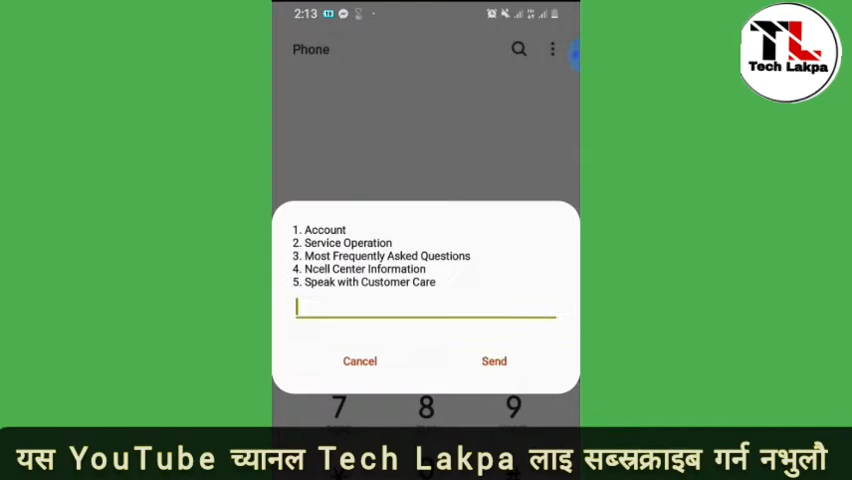 2:13
TL
Tech Lakpa
Phone
1. Account
2. Service Operation
3. Most Frequently Asked Questions
4. Ncell Center Information
5. Speak with Customer Care
Cancel Send
7 8 9
यस YouTube च्यानल Tech Lakpa लाइ सब्स्रक्राइब गर्न नभुलौ